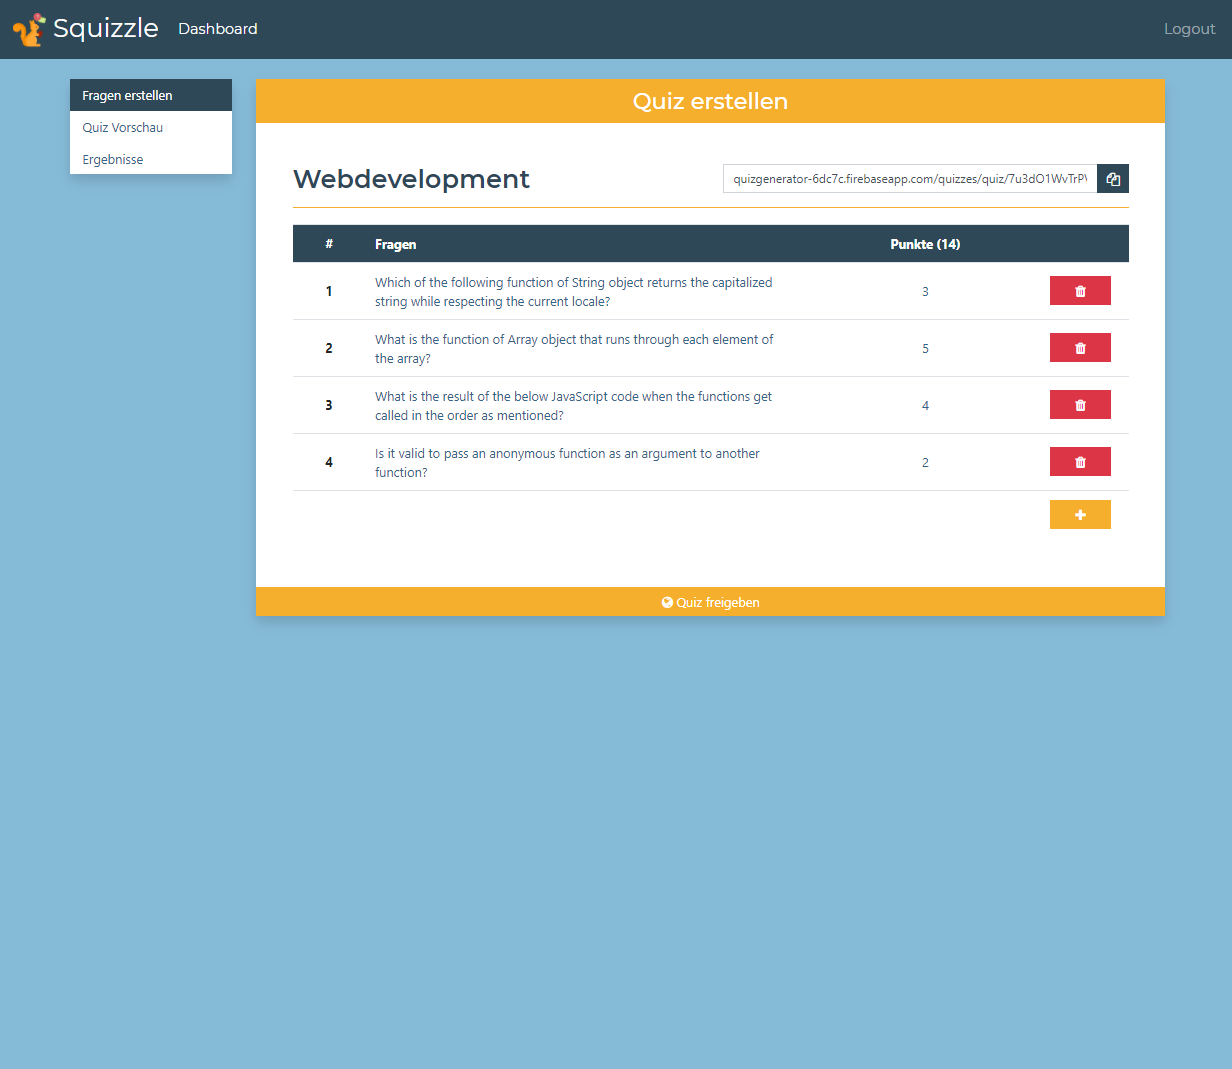 Squizzle Dashboard Logout
Fragen erstellen
Quiz Vorschau
Ergebnisse
Quiz erstellen
Webdevelopment
quizgenerator-6dc7c.firebaseapp.com/quizzes/quiz/7u3dO1WvTrP
# Fragen Punkte (14)
1 Which of the following function of String object returns the capitalized
string while respecting the current locale? 3
2 What is the function of Array object that runs through each element of
the array? 5
3 What is the result of the below JavaScript code when the functions get
called in the order as mentioned? 4
4 Is it valid to pass an anonymous function as an argument to another
function? 2
Quiz freigeben